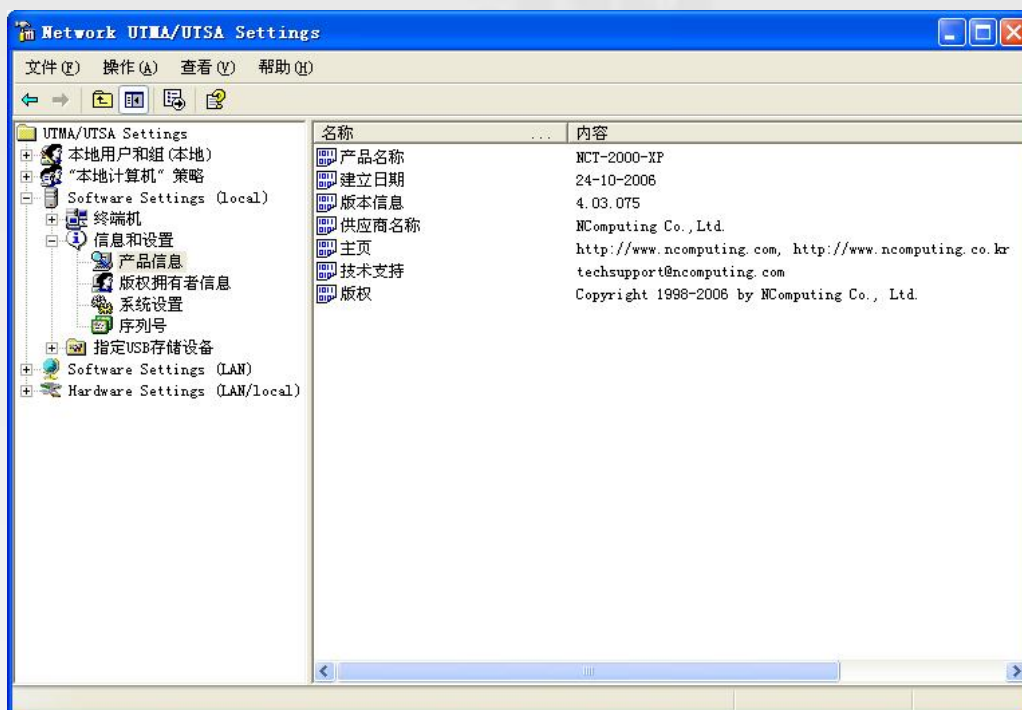 Network UTMA/UTSA Settings
文件(F) 操作(A) 查看(V) 帮助(H)
UTMA/UTSA Settings
本地用户和组(本地)
“本地计算机” 策略
Software Settings (local)
终端机
信息和设置
产品信息
版权拥有者信息
系统设置
序列号
指定USB存储设备
Software Settings (LAN)
Hardware Settings (LAN/local)
名称 ... 内容
产品名称 NCT-2000-XP
建立日期 24-10-2006
版本信息 4.03.075
供应商名称 NComputing Co.,Ltd.
主页 http://www.ncomputing.com, http://www.ncomputing.co.kr
技术支持 techsupport@ncomputing.com
版权 Copyright 1998-2006 by NComputing Co., Ltd.